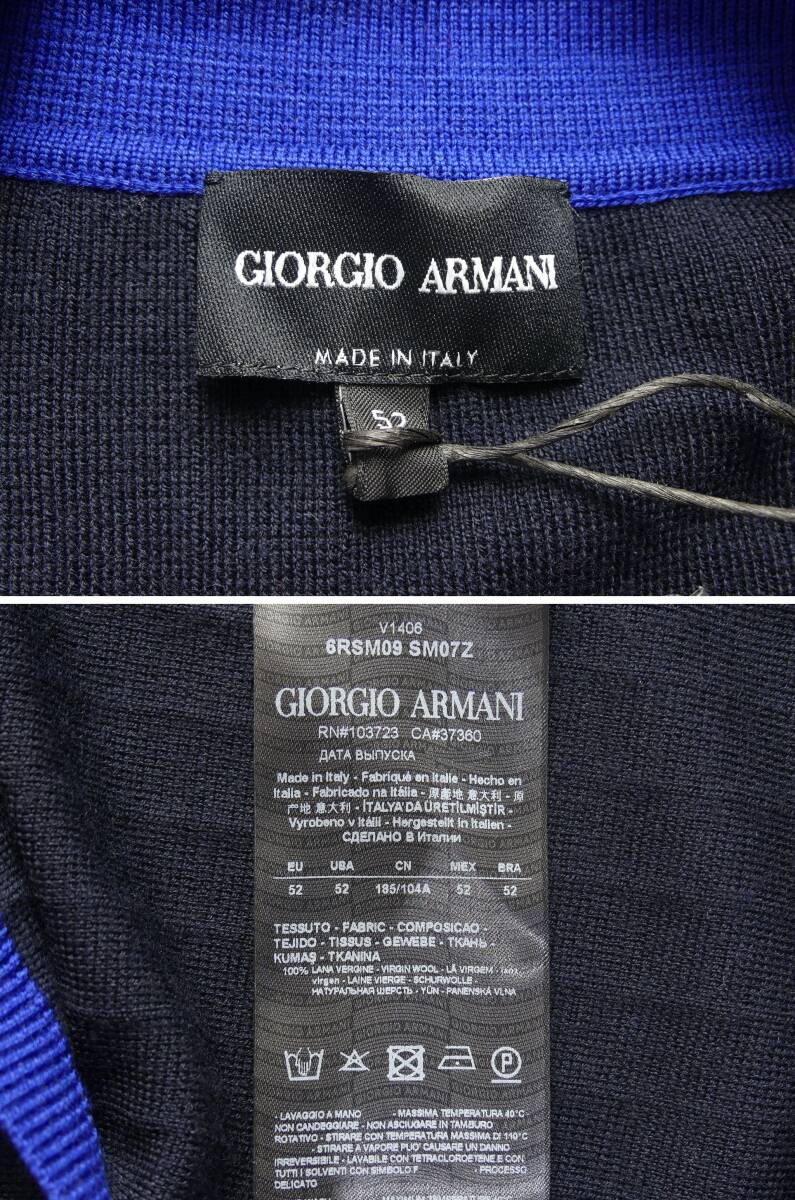 GIORGIO ARMANI
MADE IN ITALY
52
V1406
6RSM09 SM07Z
GIORGIO ARMANI
RN#103723 CA#37360
ДАТА ВЫПУСКА
Made in Italy - Fabriqué en Italie - Hecho en
Italia - Fabricado na Itália - 原產地 意大利 - 原
产地 意大利 - İTALYA'DA ÜRETİLMİŞTİR -
Vyrobeno v Itálii - Hergestellt in Italien -
СДЕЛАНО В Италии
EU USA CN MEX BRA
52 52 185/104A 52 52
TESSUTO - FABRIC - COMPOSICAO -
TEJIDO - TISSUS - GEWEBE - ТКАНЬ -
KUMAŞ - TKANINA
100% LANA VERGINE - VIRGIN WOOL - LÃ VIRGEM - lana
virgen - LAINE VIERGE - SCHURWOLLE
НАТУРАЛЬНАЯ ШЕРСТЬ - YÜN - PANENSKÁ VLNA
P
- LAVAGGIO A MANO - MASSIMA TEMPERATURA 40°C -
NON CANDEGGIARE - NON ASCIUGARE IN TAMBURO
ROTATIVO - STIRARE CON TEMPERATURA MASSIMA DI 110°C
- STIRARE A VAPORE PUO' CAUSARE UN DANNO
IRREVERSIBILE - LAVABILE CON TETRACLOROETENE E CON
TUTTI I SOLVENTI CON SIMBOLO F - PROCESSO
DELICATO
MAXIMUM TEMPERATURE